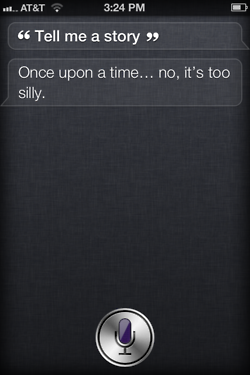 AT&T 3:24 PM
“ Tell me a story ”
Once upon a time… no, it’s too
silly.